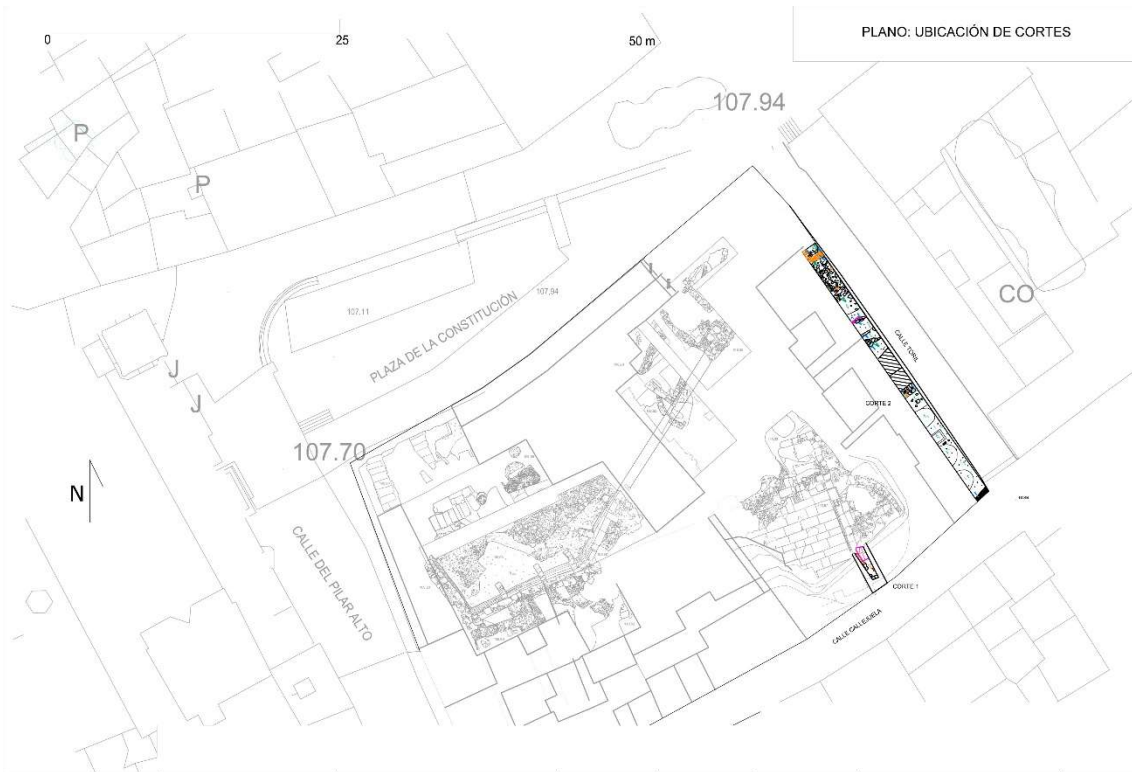 0
25
50 m
PLANO: UBICACIÓN DE CORTES
107.94
P
P
CO
107.11
107,94
PLAZA DE LA CONSTITUCIÓN
CALLE TORIL
J
J
CORTE 2
107.70
N
CALLE DEL PILAR ALTO
CORTE 1
CALLE CALLEJUELA